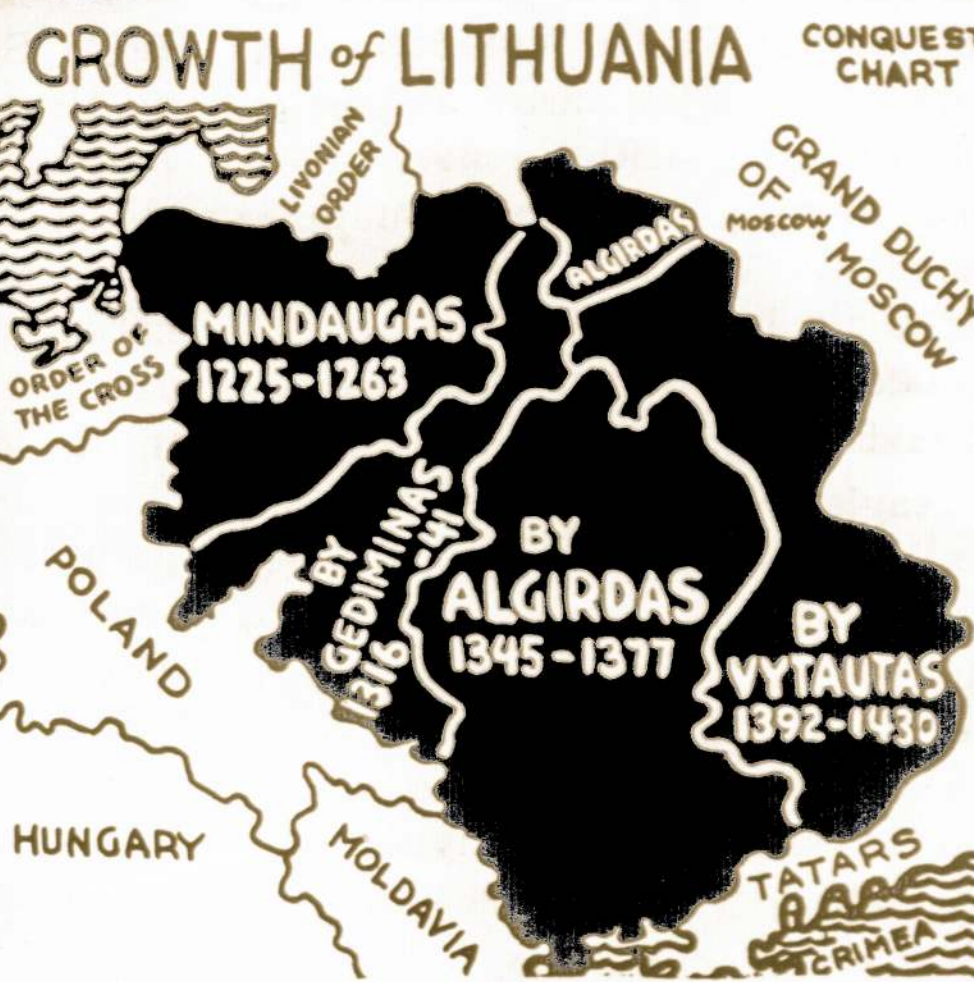 GROWTH of LITHUANIA
CONQUEST
CHART
LIVONIAN
ORDER
GRAND DUCHY
OF MOSCOW
MOSCOW
ALGIRDAS
MINDAUGAS
1225-1263
ORDER OF
THE CROSS
BY
GEDIMINAS
1316-41
BY
ALGIRDAS
1345-1377
BY
VYTAUTAS
1392-1430
POLAND
HUNGARY
MOLDAVIA
TATARS
CRIMEA